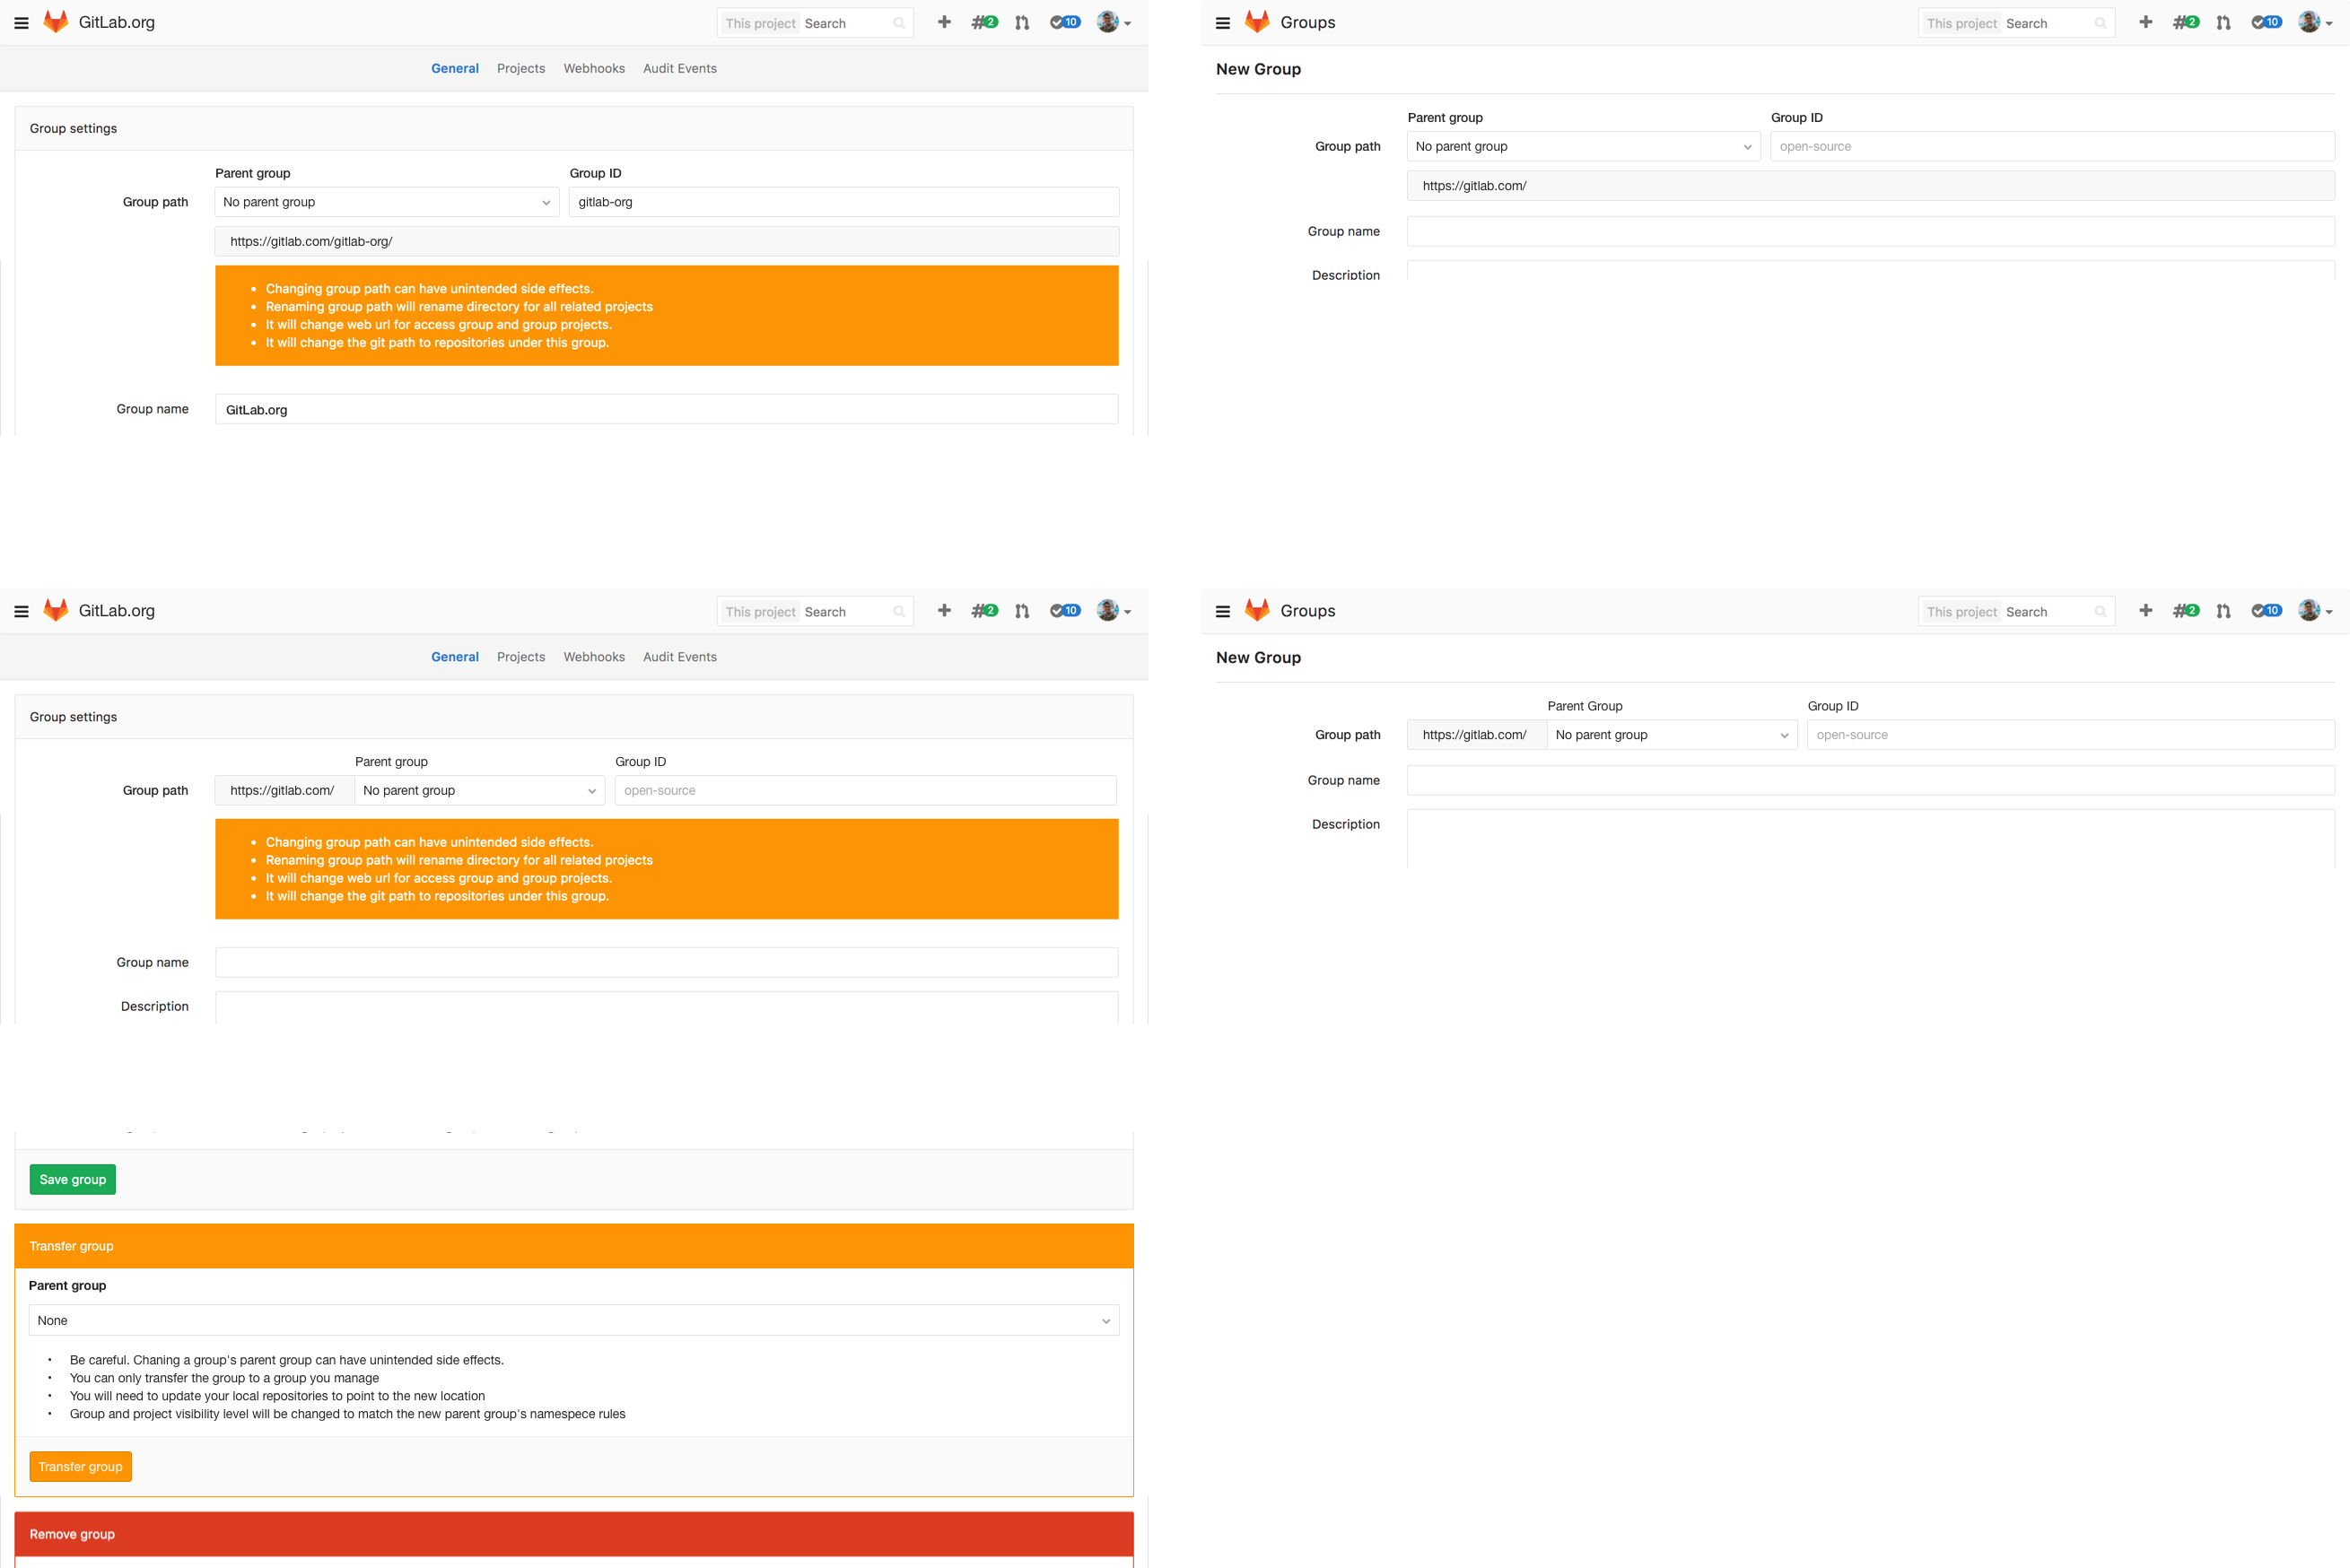 GitLab.org
This project Search
2
10
General Projects Webhooks Audit Events
Group settings
Parent group Group ID
Group path No parent group gitlab-org
https://gitlab.com/gitlab-org/
• Changing group path can have unintended side effects.
• Renaming group path will rename directory for all related projects
• It will change web url for access group and group projects.
• It will change the git path to repositories under this group.
Group name GitLab.org
Groups
This project Search
2
10
New Group
Parent group Group ID
Group path No parent group open-source
https://gitlab.com/
Group name
Description
GitLab.org
This project Search
2
10
General Projects Webhooks Audit Events
Group settings
Parent group Group ID
Group path https://gitlab.com/ No parent group open-source
• Changing group path can have unintended side effects.
• Renaming group path will rename directory for all related projects
• It will change web url for access group and group projects.
• It will change the git path to repositories under this group.
Group name
Description
Groups
This project Search
2
10
New Group
Parent Group Group ID
Group path https://gitlab.com/ No parent group open-source
Group name
Description
Save group
Transfer group
Parent group
None
• Be careful. Chaning a group's parent group can have unintended side effects.
• You can only transfer the group to a group you manage
• You will need to update your local repositories to point to the new location
• Group and project visibility level will be changed to match the new parent group's namespece rules
Transfer group
Remove group